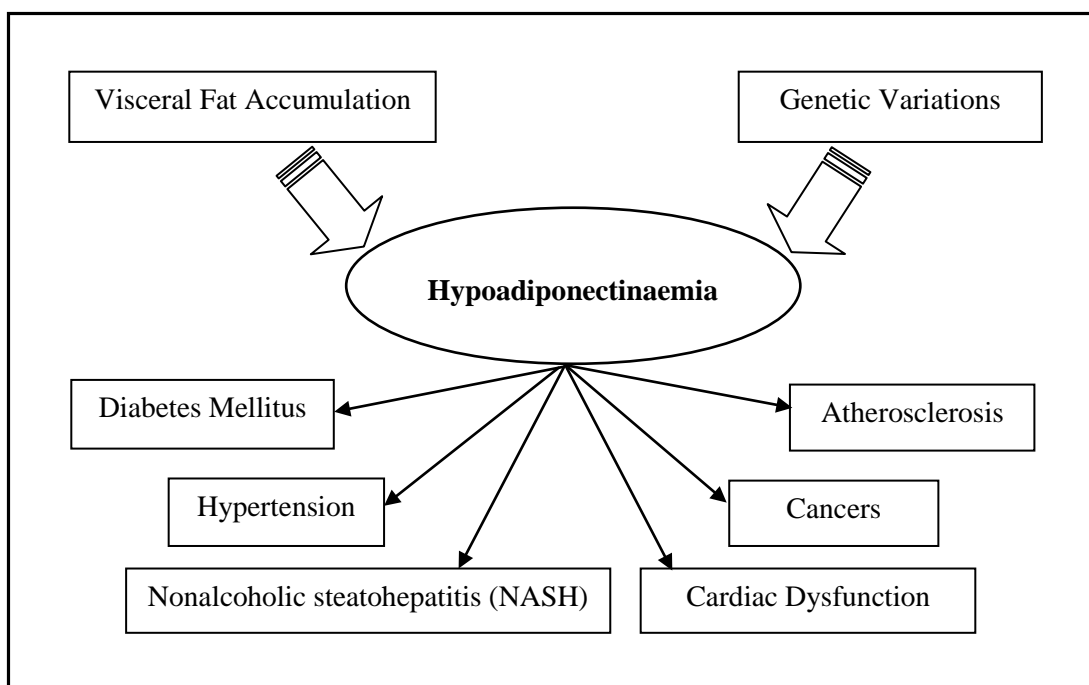 Visceral Fat Accumulation
Genetic Variations
Hypoadiponectinaemia
Diabetes Mellitus
Atherosclerosis
Hypertension
Cancers
Nonalcoholic steatohepatitis (NASH)
Cardiac Dysfunction